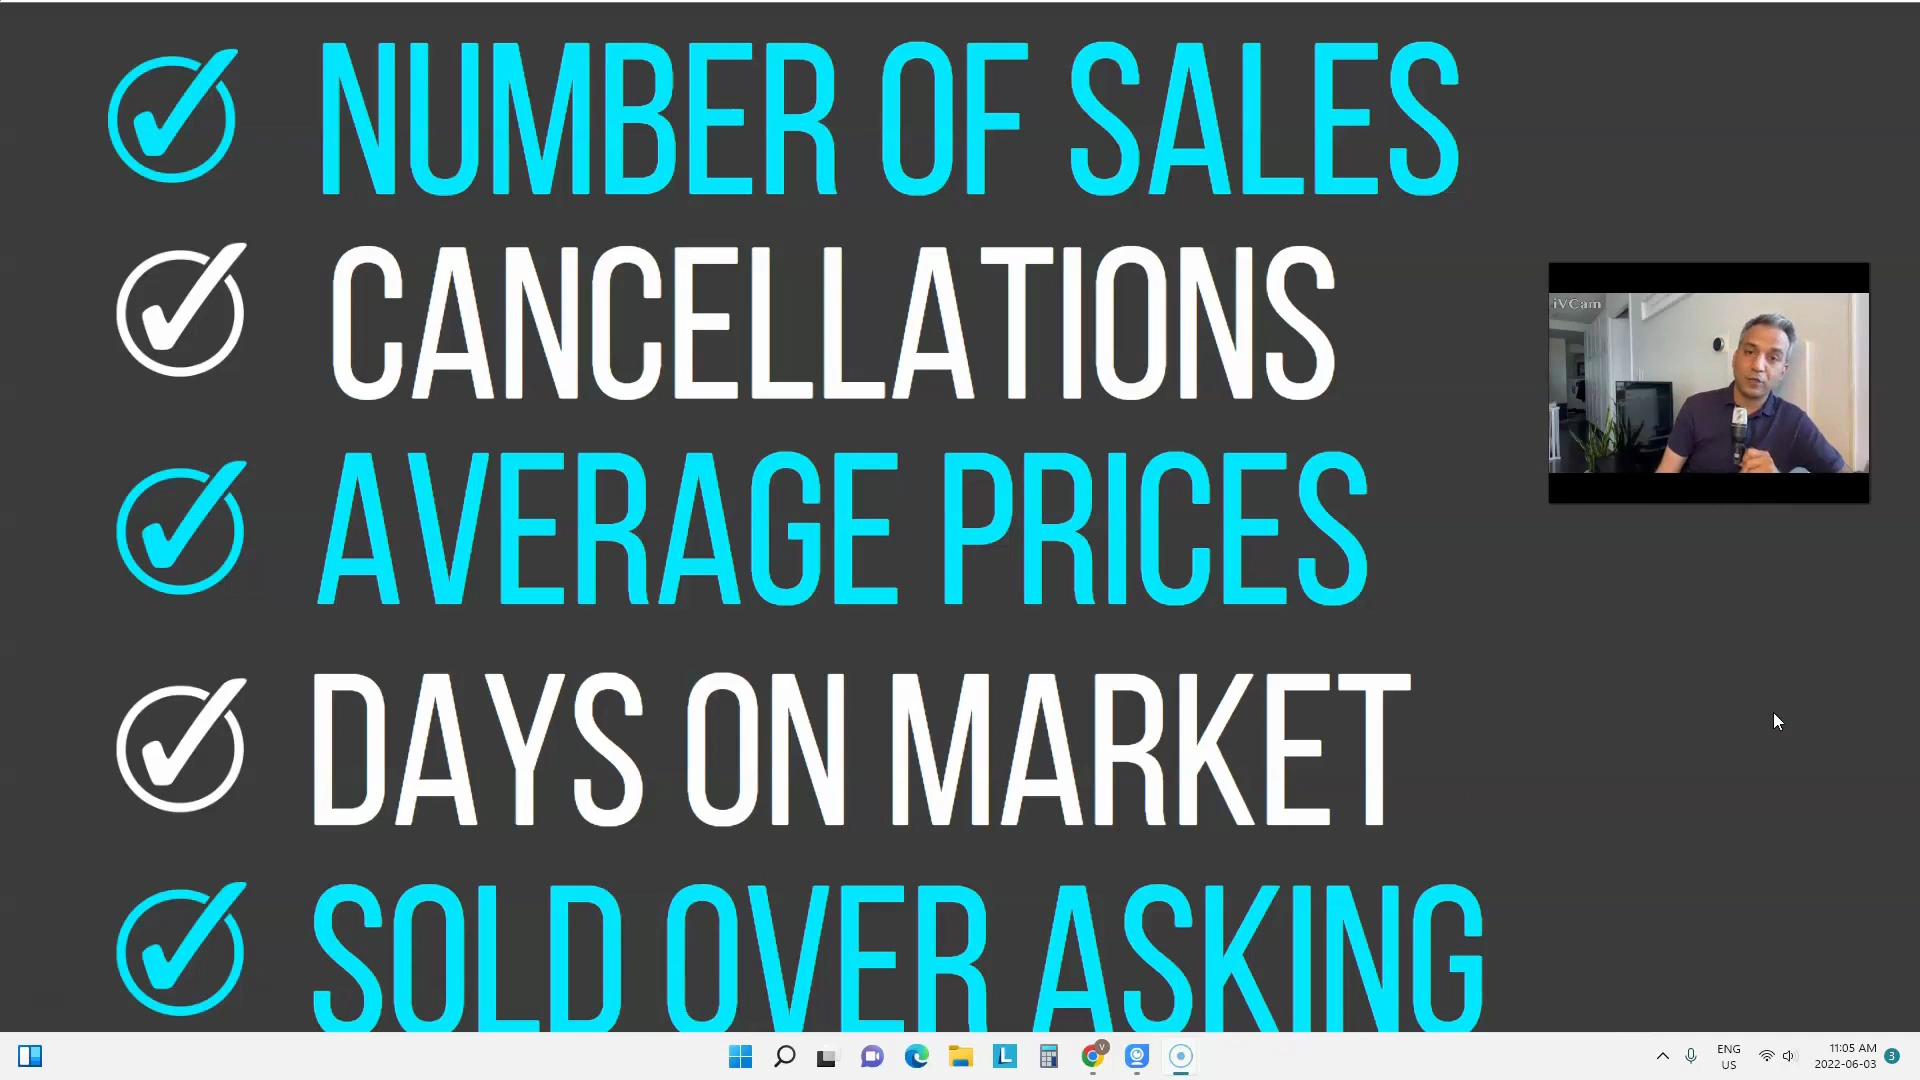 NUMBER OF SALES
CANCELLATIONS
iVCam
AVERAGE PRICES
DAYS ON MARKET
SOLD OVER ASKING
L
V
ENG
US
11:05 AM
2022-06-03
3